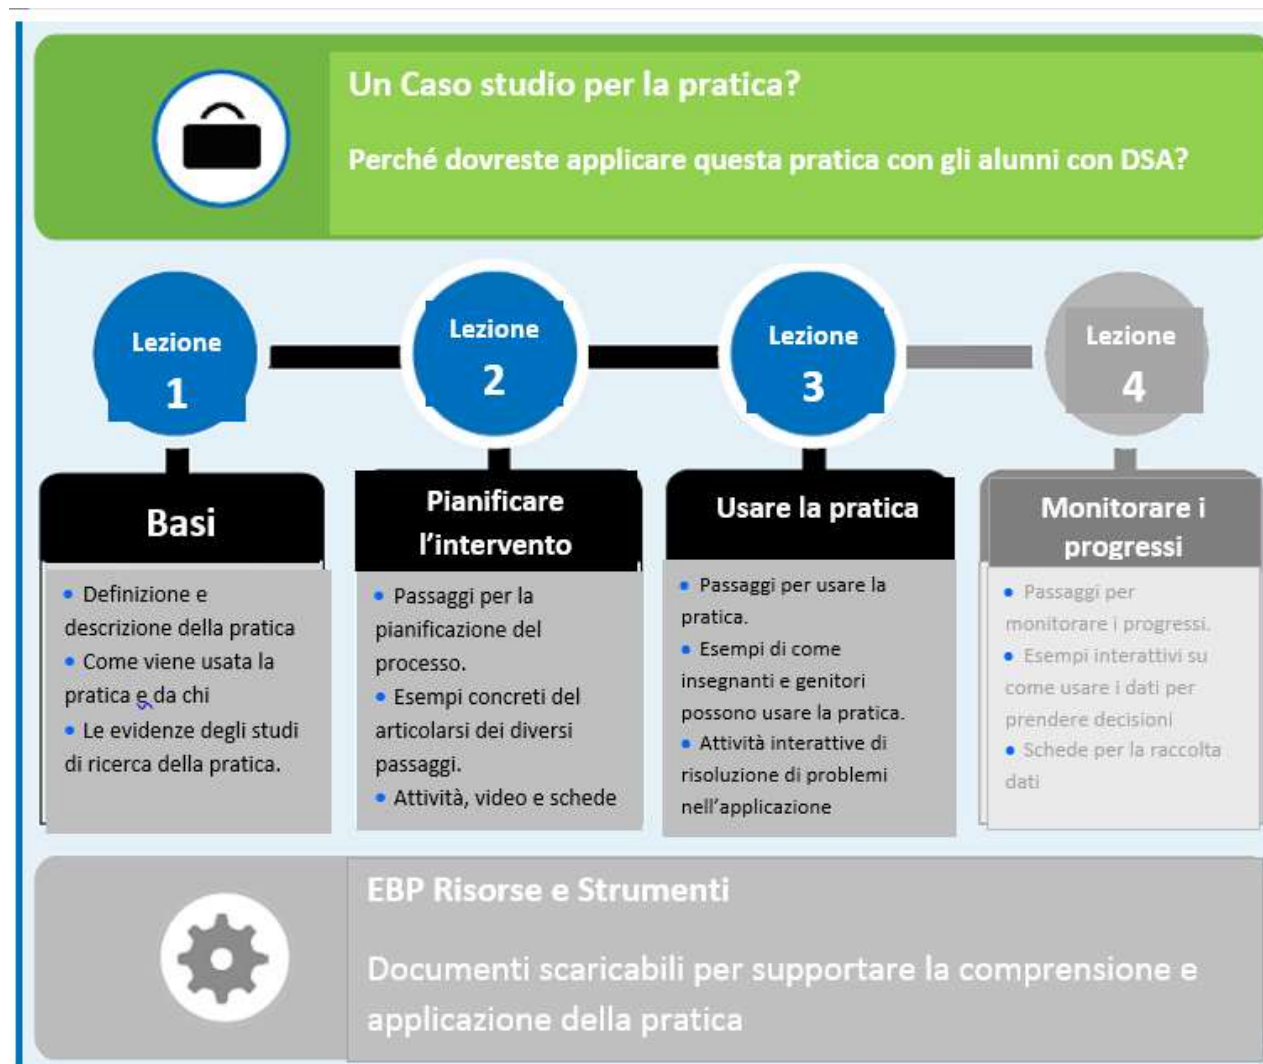 Un Caso studio per la pratica?
Perché dovreste applicare questa pratica con gli alunni con DSA?
Lezione
1
Lezione
2
Lezione
3
Lezione
4
Basi
• Definizione e
descrizione della pratica
• Come viene usata la
pratica e da chi
• Le evidenze degli studi
di ricerca della pratica.
Pianificare
l'intervento
• Passaggi per la
pianificazione del
processo.
• Esempi concreti del
articolarsi dei diversi
passaggi.
• Attività, video e schede
Usare la pratica
• Passaggi per usare la
pratica.
• Esempi di come
insegnanti e genitori
possono usare la pratica.
• Attività interattive di
risoluzione di problemi
nell'applicazione
Monitorare i
progressi
• Passaggi per
monitorare i progressi.
• Esempi interattivi su
come usare i dati per
prendere decisioni
• Schede per la raccolta
dati
EBP Risorse e Strumenti
Documenti scaricabili per supportare la comprensione e
applicazione della pratica